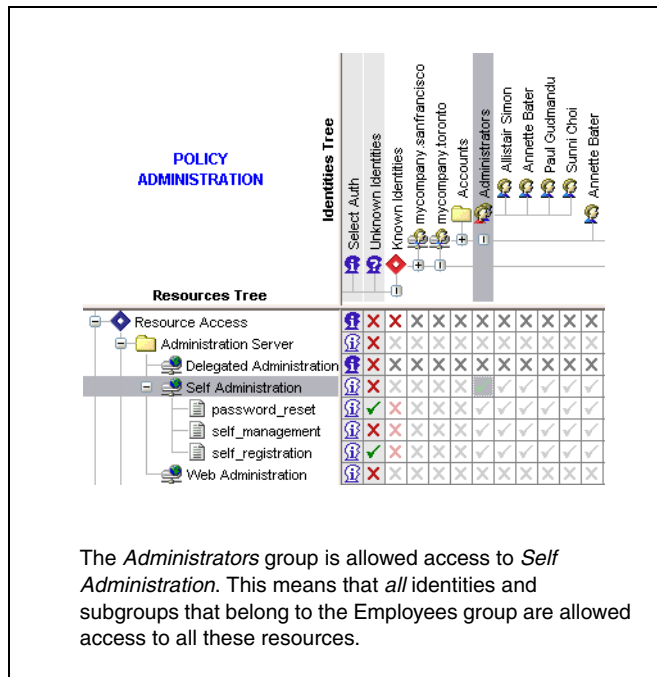 POLICY
ADMINISTRATION
Identities Tree
Select Auth
Unknown Identities
Known Identities
mycompany.sanfrancisco
mycompany.toronto
Accounts
Administrators
Allistair Simon
Annette Bater
Paul Gudmandu
Sunni Choi
Annette Bater
Resources Tree
Resource Access
Administration Server
Delegated Administration
Self Administration
password_reset
self_management
self_registration
Web Administration
The Administrators group is allowed access to Self
Administration. This means that all identities and
subgroups that belong to the Employees group are allowed
access to all these resources.